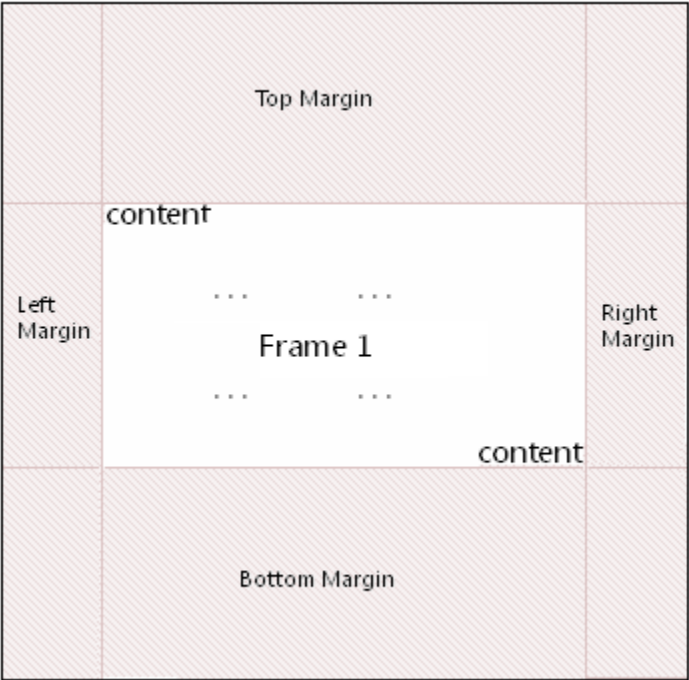 Top Margin
content
... ...
Left
Margin
Right
Margin
Frame 1
... ...
content
Bottom Margin